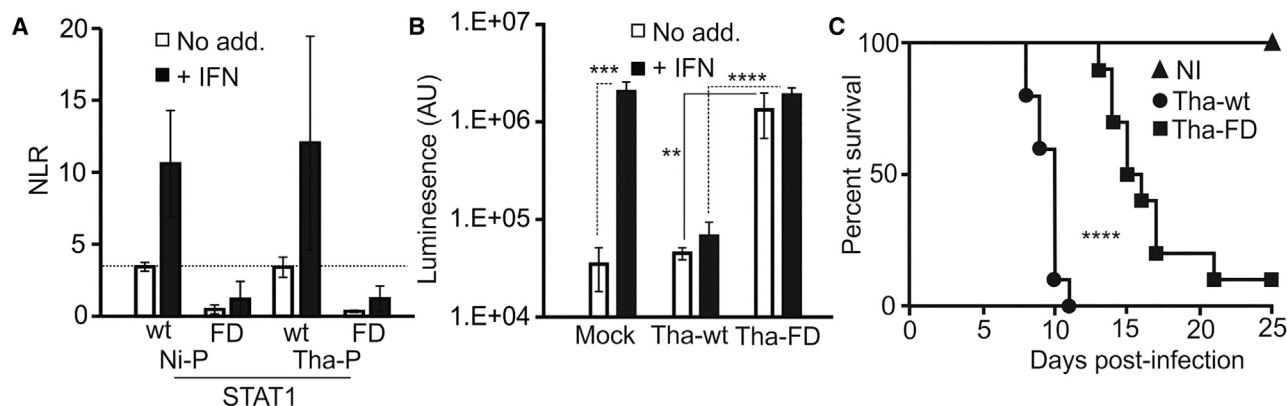 A
20
15
10
5
0
NLR
No add.
+ IFN
wt
FD
wt
FD
Ni-P
Tha-P
STAT1
B
1.E+07
1.E+06
1.E+05
1.E+04
Luminesence (AU)
No add.
+ IFN
***
****
**
Mock
Tha-wt
Tha-FD
C
100
50
0
Percent survival
NI
Tha-wt
Tha-FD
****
0
5
10
15
20
25
Days post-infection